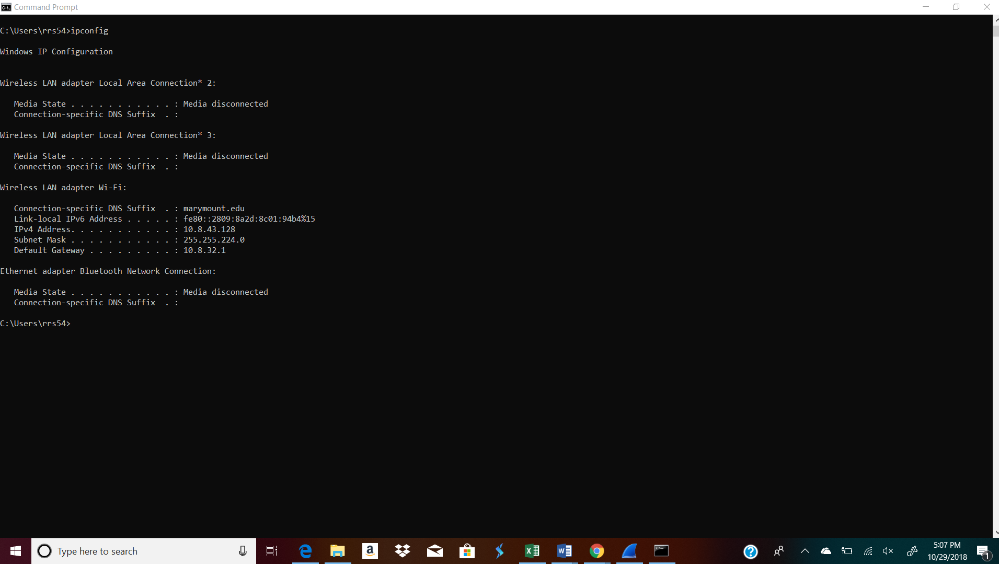 Command Prompt
C:\Users\rrs54>ipconfig
Windows IP Configuration
Wireless LAN adapter Local Area Connection* 2:
Media State . . . . . . . . . . . : Media disconnected
Connection-specific DNS Suffix  . :
Wireless LAN adapter Local Area Connection* 3:
Media State . . . . . . . . . . . : Media disconnected
Connection-specific DNS Suffix  . :
Wireless LAN adapter Wi-Fi:
Connection-specific DNS Suffix  . : marymount.edu
Link-local IPv6 Address . . . . . : fe80::2809:8a2d:8c01:94b4%15
IPv4 Address. . . . . . . . . . . : 10.8.43.128
Subnet Mask . . . . . . . . . . . : 255.255.224.0
Default Gateway . . . . . . . . . : 10.8.32.1
Ethernet adapter Bluetooth Network Connection:
Media State . . . . . . . . . . . : Media disconnected
Connection-specific DNS Suffix  . :
C:\Users\rrs54>
Type here to search
5:07 PM
10/29/2018
1